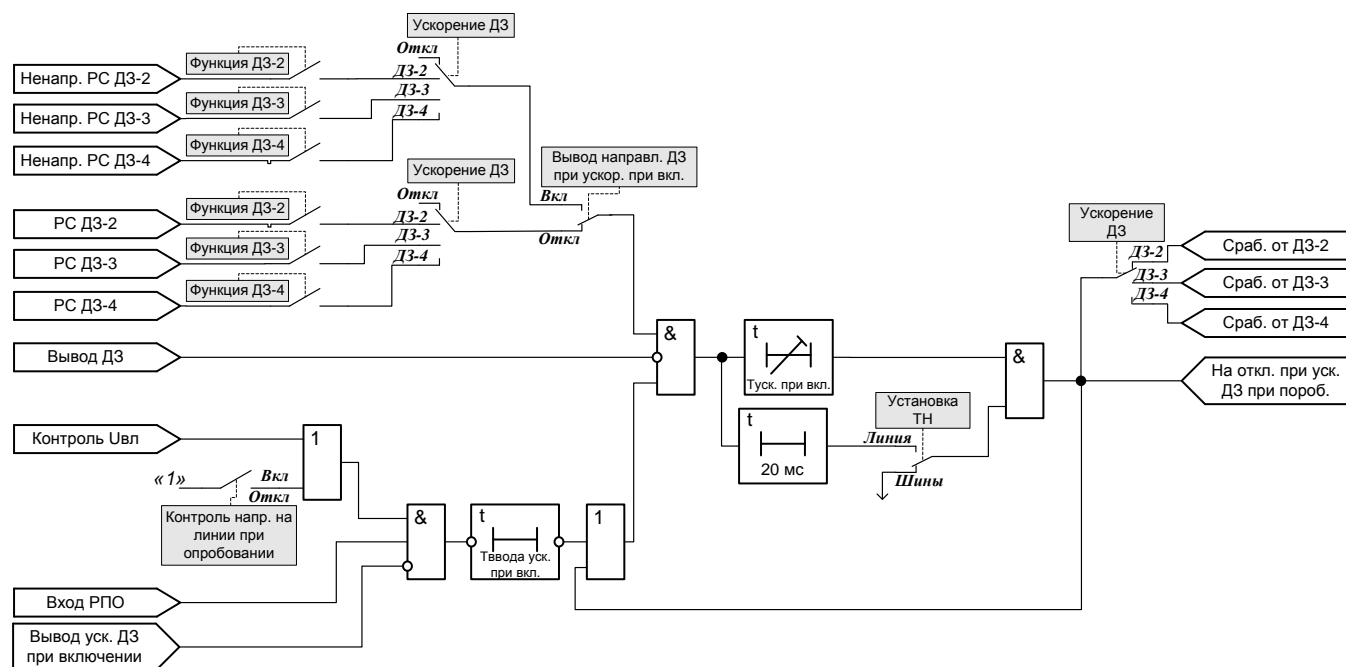 Ускорение ДЗ
Откл
Функция ДЗ-2
ДЗ-2
Ненапр. РС ДЗ-2
ДЗ-3
Функция ДЗ-3
ДЗ-4
Ненапр. РС ДЗ-3
Функция ДЗ-4
Ненапр. РС ДЗ-4
Вывод направл. ДЗ
при ускор. при вкл.
Ускорение ДЗ
Откл
Вкл
Функция ДЗ-2
ДЗ-2
РС ДЗ-2
Откл
ДЗ-3
Функция ДЗ-3
ДЗ-4
РС ДЗ-3
Функция ДЗ-4
РС ДЗ-4
Ускорение
ДЗ
ДЗ-2
Сраб. от ДЗ-2
ДЗ-3
Сраб. от ДЗ-3
ДЗ-4
Сраб. от ДЗ-4
&
t
Туск. при вкл.
&
Вывод ДЗ
На откл. при уск.
ДЗ при пороб.
Установка
ТН
t
20 мс
Линия
Шины
Контроль Uвл
1
«1»
Вкл
Откл
Контроль напр. на
линии при
опробовании
&
t
Тввода уск.
при вкл.
1
Вход РПО
Вывод уск. ДЗ
при включении